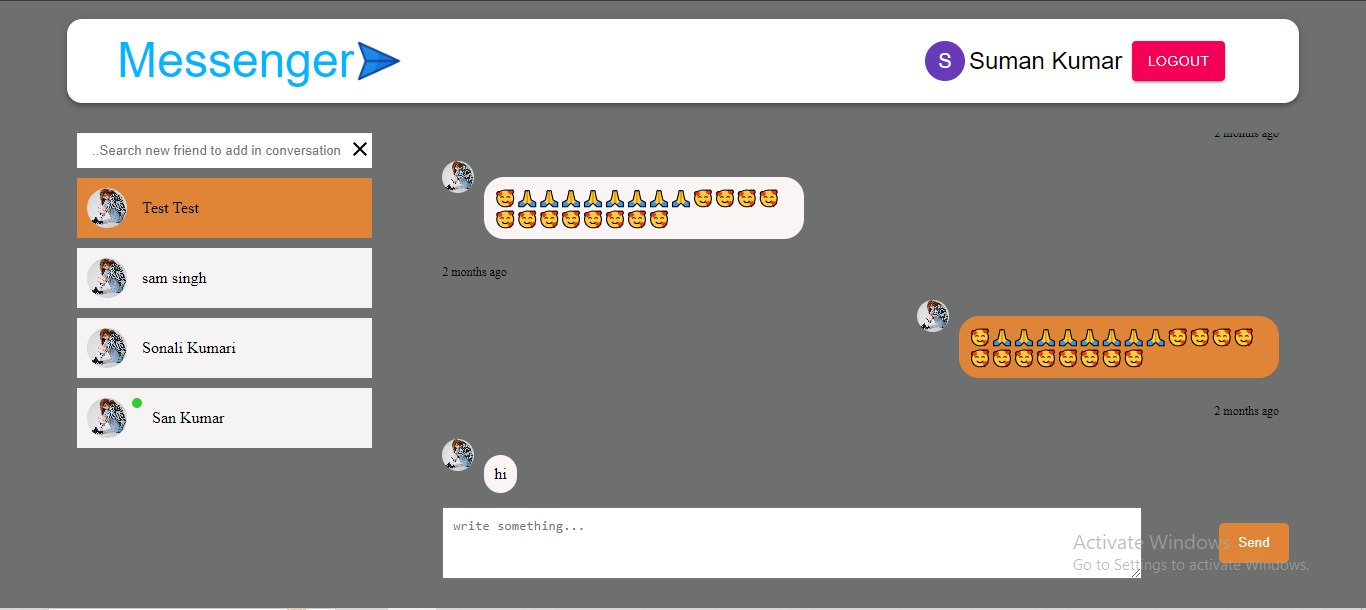 Messenger
S Suman Kumar LOGOUT
..Search new friend to add in conversation
2 months ago
Test Test
🥰🙏🙏🙏🙏🙏🙏🙏🙏🥰🥰🥰🥰
🥰🥰🥰🥰🥰🥰🥰🥰
sam singh
2 months ago
Sonali Kumari
🥰🙏🙏🙏🙏🙏🙏🙏🙏🥰🥰🥰🥰
🥰🥰🥰🥰🥰🥰🥰🥰
San Kumar
2 months ago
hi
write something...
Send
Activate Windows
Go to Settings to activate Windows.